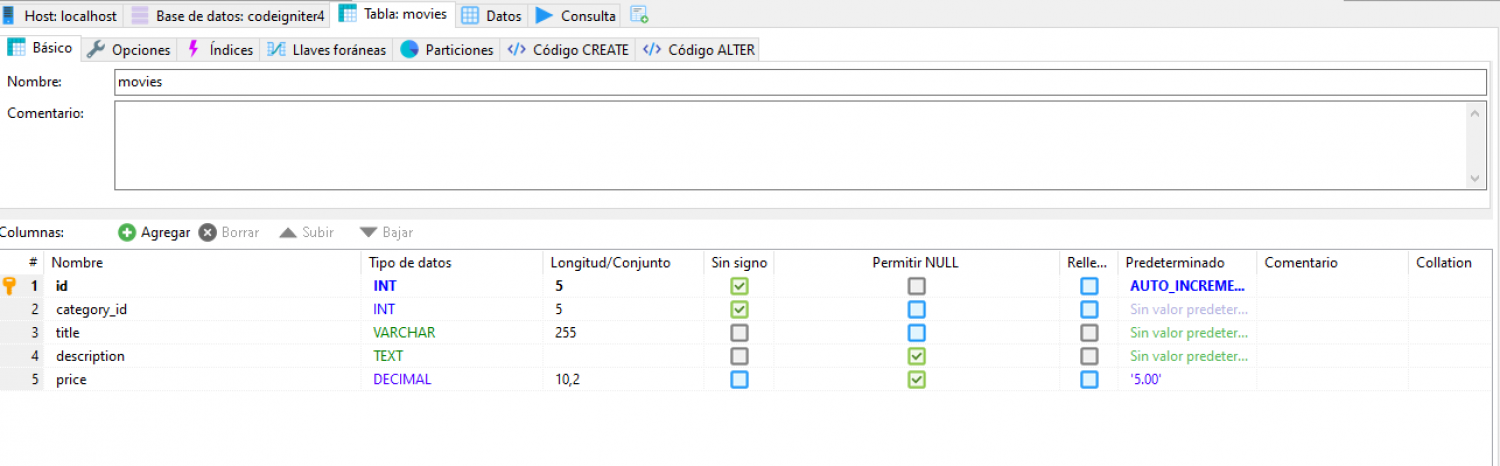 Host: localhost Base de datos: codeigniter4 Tabla: movies Datos Consulta
Básico Opciones Índices Llaves foráneas Particiones Código CREATE Código ALTER
Nombre: movies
Comentario:
Columnas: Agregar Borrar Subir Bajar
# Nombre Tipo de datos Longitud/Conjunto Sin signo Permitir NULL Relle... Predeterminado Comentario Collation
1 id INT 5 AUTO_INCREME...
2 category_id INT 5 Sin valor predeter...
3 title VARCHAR 255 Sin valor predeter...
4 description TEXT Sin valor predeter...
5 price DECIMAL 10,2 '5.00'